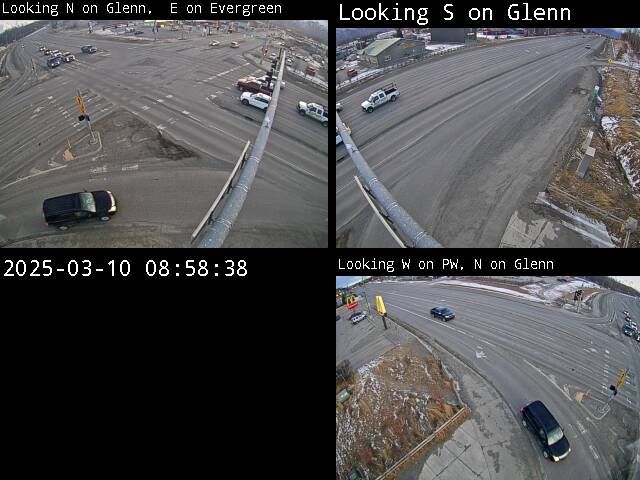 Looking N on Glenn, E on Evergreen
Looking S on Glenn
2025-03-10 08:58:38
Looking W on PW, N on Glenn